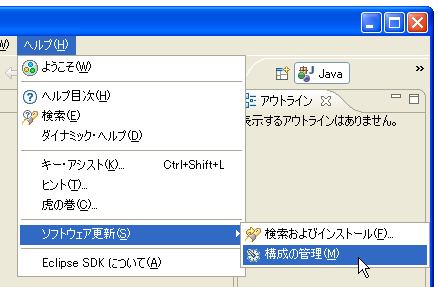 W) ヘルプ(H)
ようこそ(W)
Java
»
ヘルプ目次(H)
アウトライン
検索(E)
表示するアウトラインはありません。
ダイナミック・ヘルプ(D)
キー・アシスト(K)... Ctrl+Shift+L
ヒント(T)...
虎の巻(C)...
ソフトウェア更新(S)
検索およびインストール(F)...
構成の管理(M)
Eclipse SDK について(A)